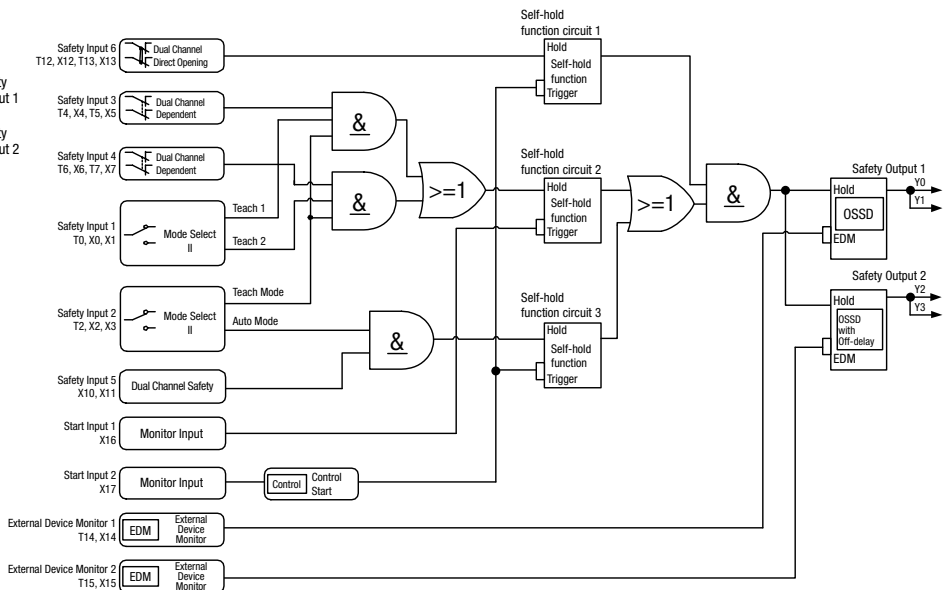 ty
ut 1
ty
ut 2
Safety Input 6
T12, X12, T13, X13
Dual Channel
Direct Opening
Safety Input 3
T4, X4, T5, X5
Dual Channel
Dependent
Safety Input 4
T6, X6, T7, X7
Dual Channel
Dependent
Safety Input 1
T0, X0, X1
Mode Select
II
Teach 1
Teach 2
Safety Input 2
T2, X2, X3
Mode Select
II
Teach Mode
Auto Mode
Safety Input 5
X10, X11
Dual Channel Safety
Start Input 1
X16
Monitor Input
Start Input 2
X17
Monitor Input
Control
Control
Start
External Device Monitor 1
T14, X14
EDM
External
Device
Monitor
External Device Monitor 2
T15, X15
EDM
External
Device
Monitor
&
&
>=1
&
Self-hold
function circuit 1
Hold
Self-hold
function
Trigger
Self-hold
function circuit 2
Hold
Self-hold
function
Trigger
Self-hold
function circuit 3
Hold
Self-hold
function
Trigger
>=1
&
Safety Output 1
Hold
OSSD
EDM
Y0
Y1
Safety Output 2
Hold
OSSD
with
Off-delay
EDM
Y2
Y3